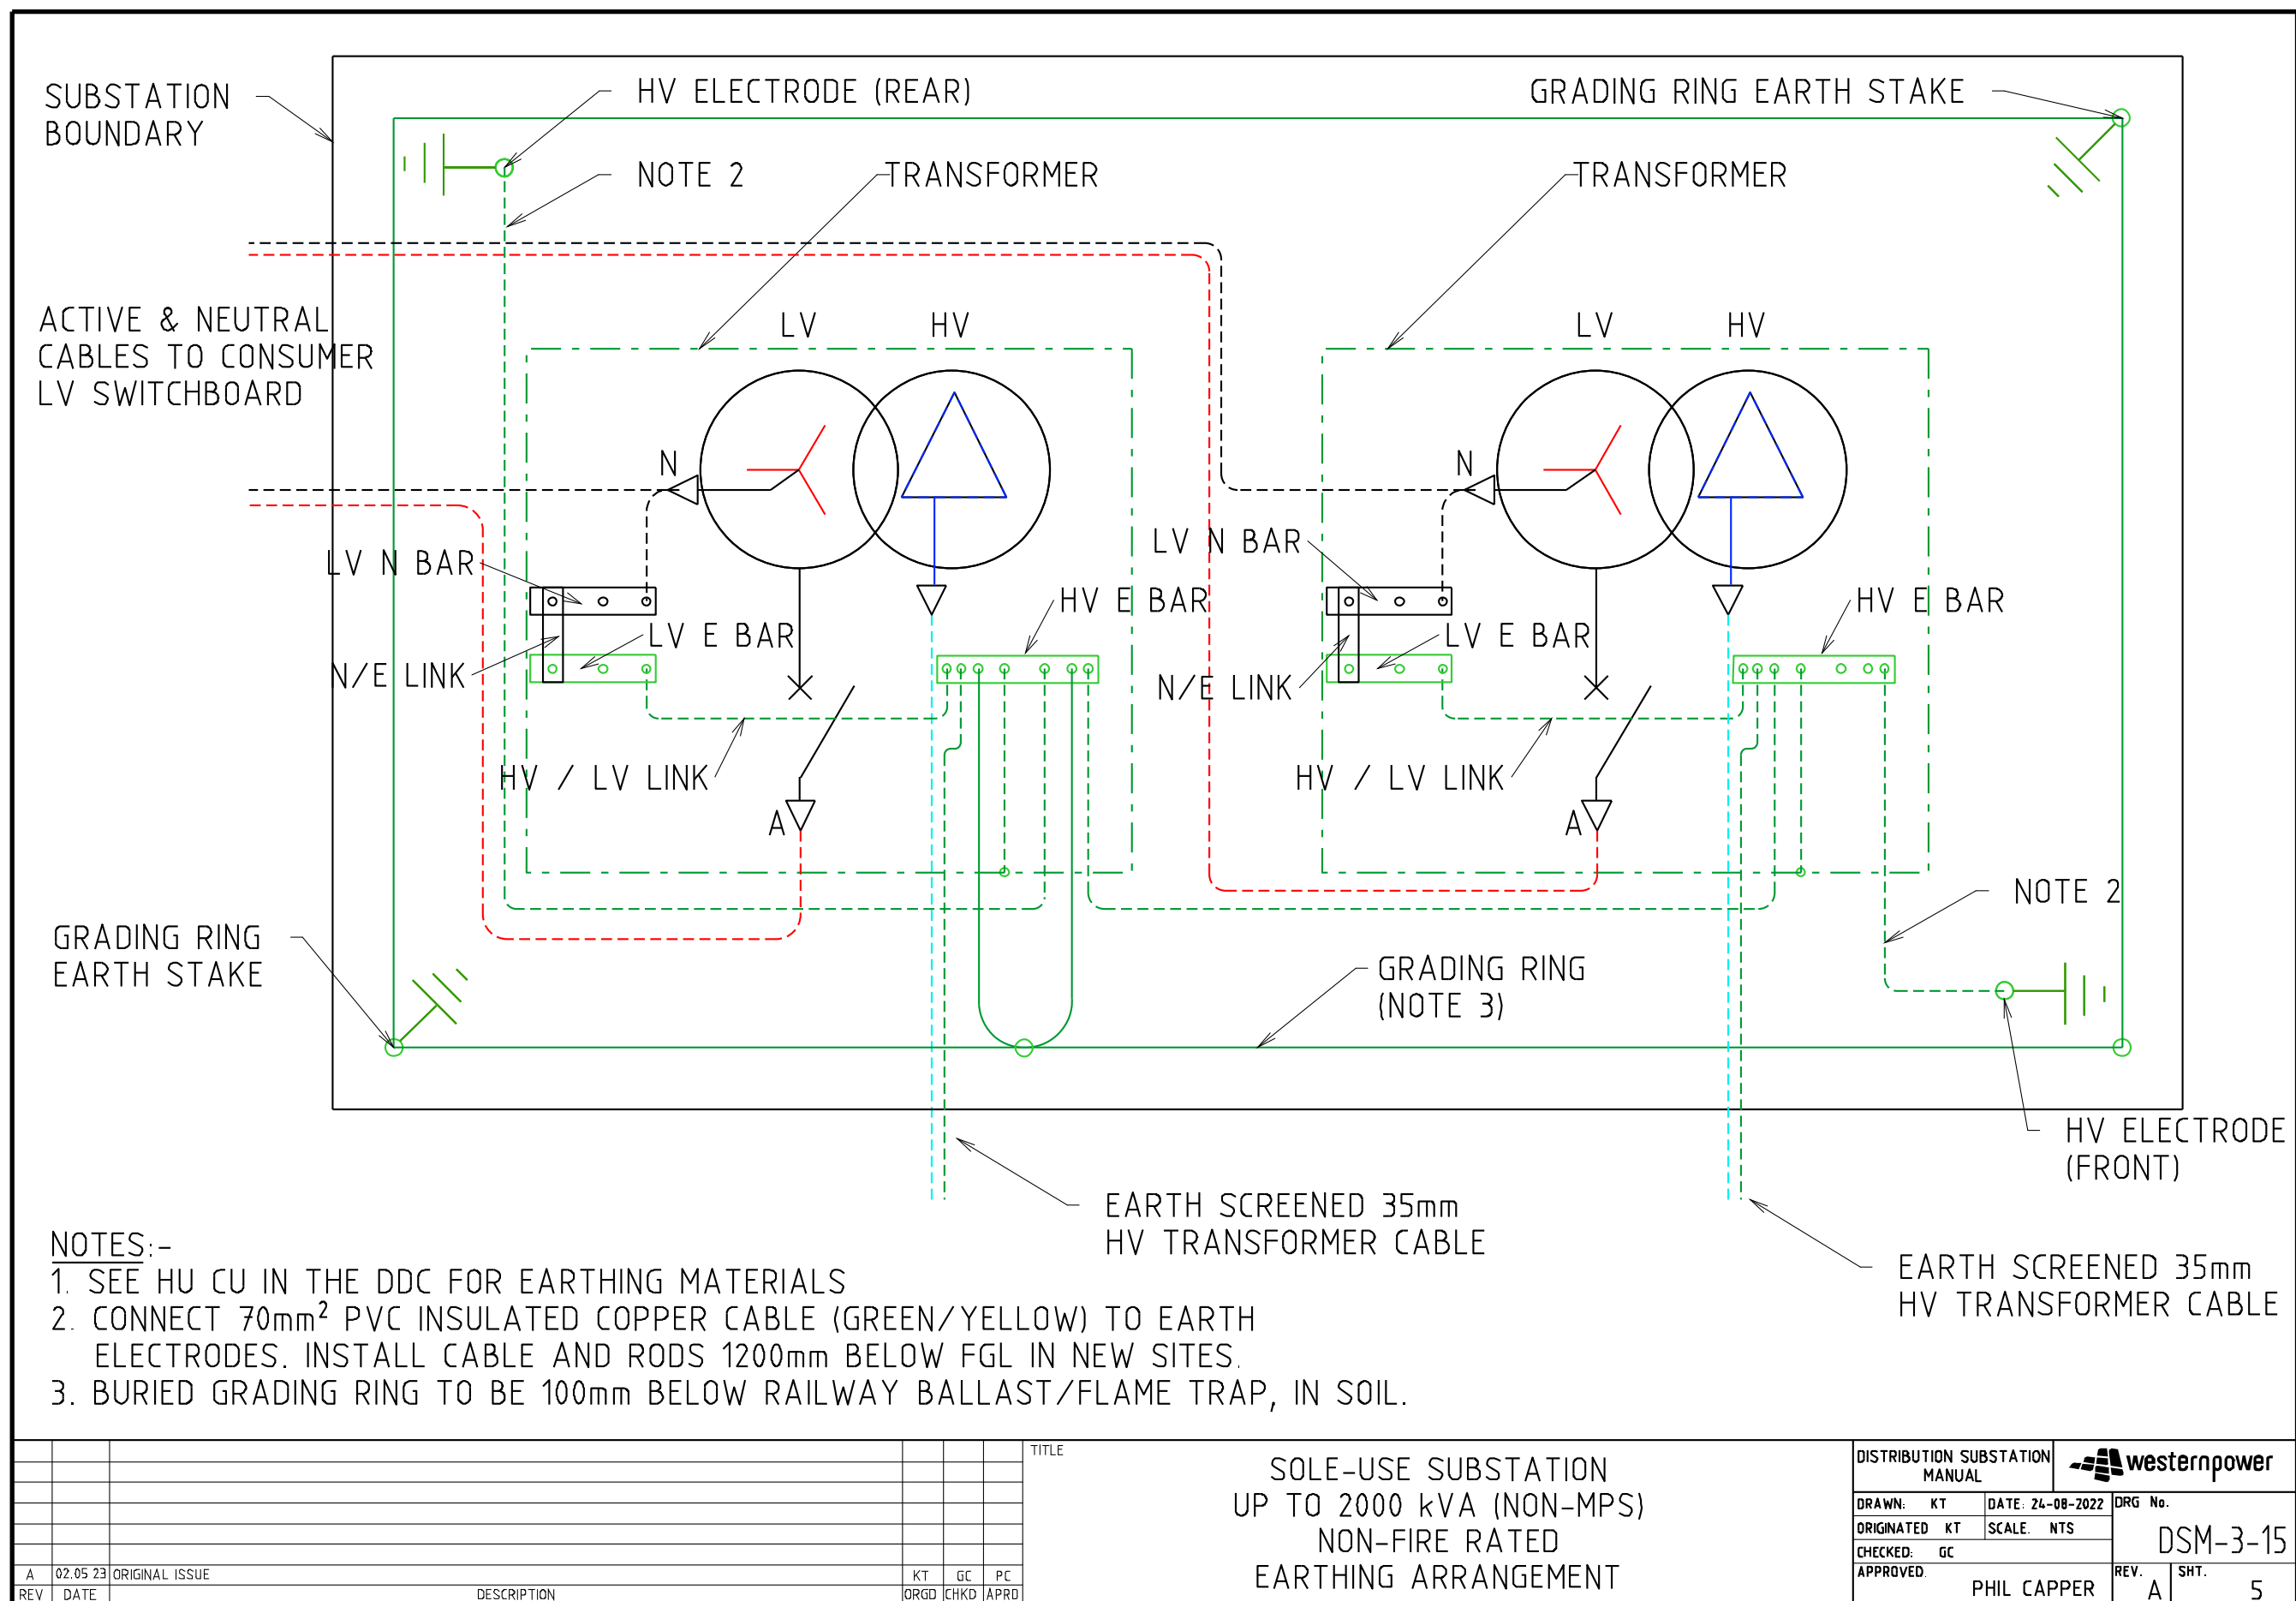 SUBSTATION
BOUNDARY
HV ELECTRODE (REAR)
GRADING RING EARTH STAKE
NOTE 2
TRANSFORMER
TRANSFORMER
ACTIVE & NEUTRAL
CABLES TO CONSUMER
LV SWITCHBOARD
LV
HV
LV
HV
N
N
LV N BAR
LV N BAR
HV E BAR
HV E BAR
LV E BAR
LV E BAR
N/E LINK
N/E LINK
HV / LV LINK
HV / LV LINK
A
A
NOTE 2
GRADING RING
EARTH STAKE
GRADING RING
(NOTE 3)
HV ELECTRODE
(FRONT)
EARTH SCREENED 35mm
HV TRANSFORMER CABLE
EARTH SCREENED 35mm
HV TRANSFORMER CABLE
NOTES:-
1. SEE HU CU IN THE DDC FOR EARTHING MATERIALS
2. CONNECT 70mm² PVC INSULATED COPPER CABLE (GREEN/YELLOW) TO EARTH
ELECTRODES. INSTALL CABLE AND RODS 1200mm BELOW FGL IN NEW SITES.
3. BURIED GRADING RING TO BE 100mm BELOW RAILWAY BALLAST/FLAME TRAP, IN SOIL.
A 02.05 23 ORIGINAL ISSUE KT GC PC
REV DATE DESCRIPTION ORGD CHKD APRD
TITLE
SOLE-USE SUBSTATION
UP TO 2000 kVA (NON-MPS)
NON-FIRE RATED
EARTHING ARRANGEMENT
DISTRIBUTION SUBSTATION
MANUAL
westernpower
DRAWN: KT DATE: 24-08-2022
ORIGINATED KT SCALE. NTS
CHECKED: GC
APPROVED.
PHIL CAPPER
DRG No.
DSM-3-15
REV. A
SHT. 5